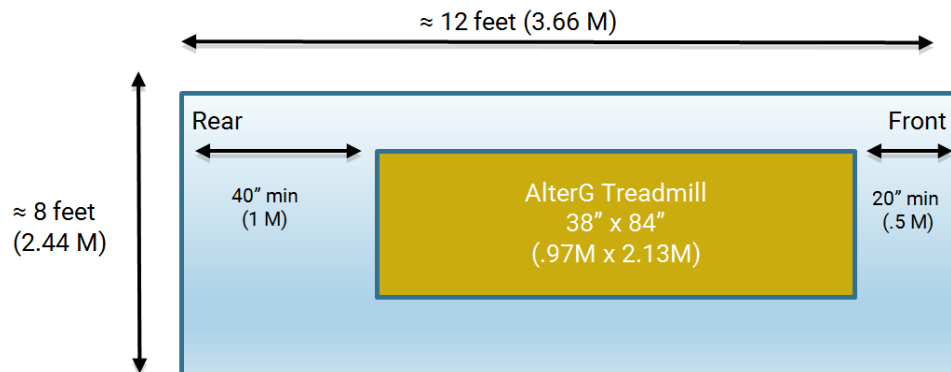 ≈ 12 feet (3.66 M)
Rear
Front
40” min
(1 M)
AlterG Treadmill
38” x 84”
(.97M x 2.13M)
20” min
(.5 M)
≈ 8 feet
(2.44 M)